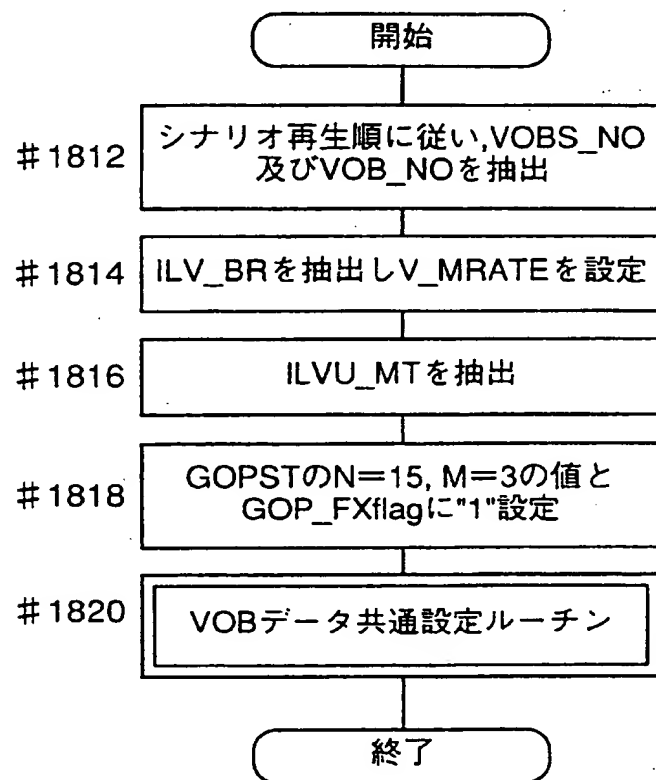 開始
#1812
シナリオ再生順に従い,VOBS_NO
及びVOB_NOを抽出
#1814
ILV_BRを抽出しV_MRATEを設定
#1816
ILVU_MTを抽出
#1818
GOPSTのN=15, M=3の値と
GOP_FXflagに"1"設定
#1820
VOBデータ共通設定ルーチン
終了